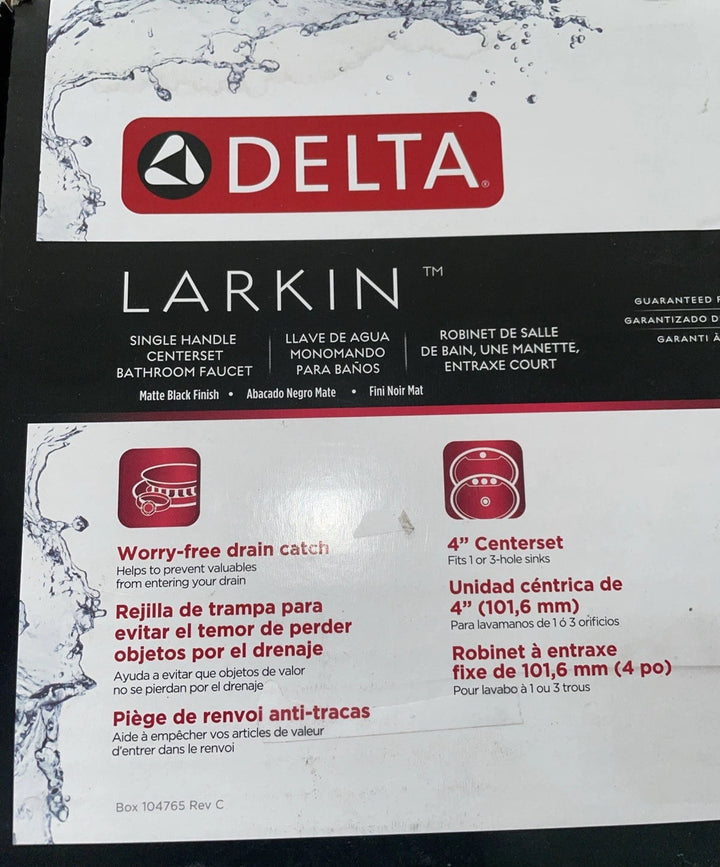 DELTA®
LARKIN™
SINGLE HANDLE
CENTERSET
BATHROOM FAUCET
LLAVE DE AGUA
MONOMANDO
PARA BAÑOS
ROBINET DE SALLE
DE BAIN, UNE MANETTE,
ENTRAXE COURT
GUARANTEED
GARANTIZADO
GARANTI À
Matte Black Finish • Abacado Negro Mate • Fini Noir Mat
Worry-free drain catch
Helps to prevent valuables
from entering your drain
Rejilla de trampa para
evitar el temor de perder
objetos por el drenaje
Ayuda a evitar que objetos de valor
no se pierdan por el drenaje
Piège de renvoi anti-tracas
Aide à empêcher vos articles de valeur
d'entrer dans le renvoi
4” Centerset
Fits 1 or 3-hole sinks
Unidad céntrica de
4” (101,6 mm)
Para lavamanos de 1 ó 3 orificios
Robinet à entraxe
fixe de 101,6 mm (4 po)
Pour lavabo à 1 ou 3 trous
Box 104765 Rev C